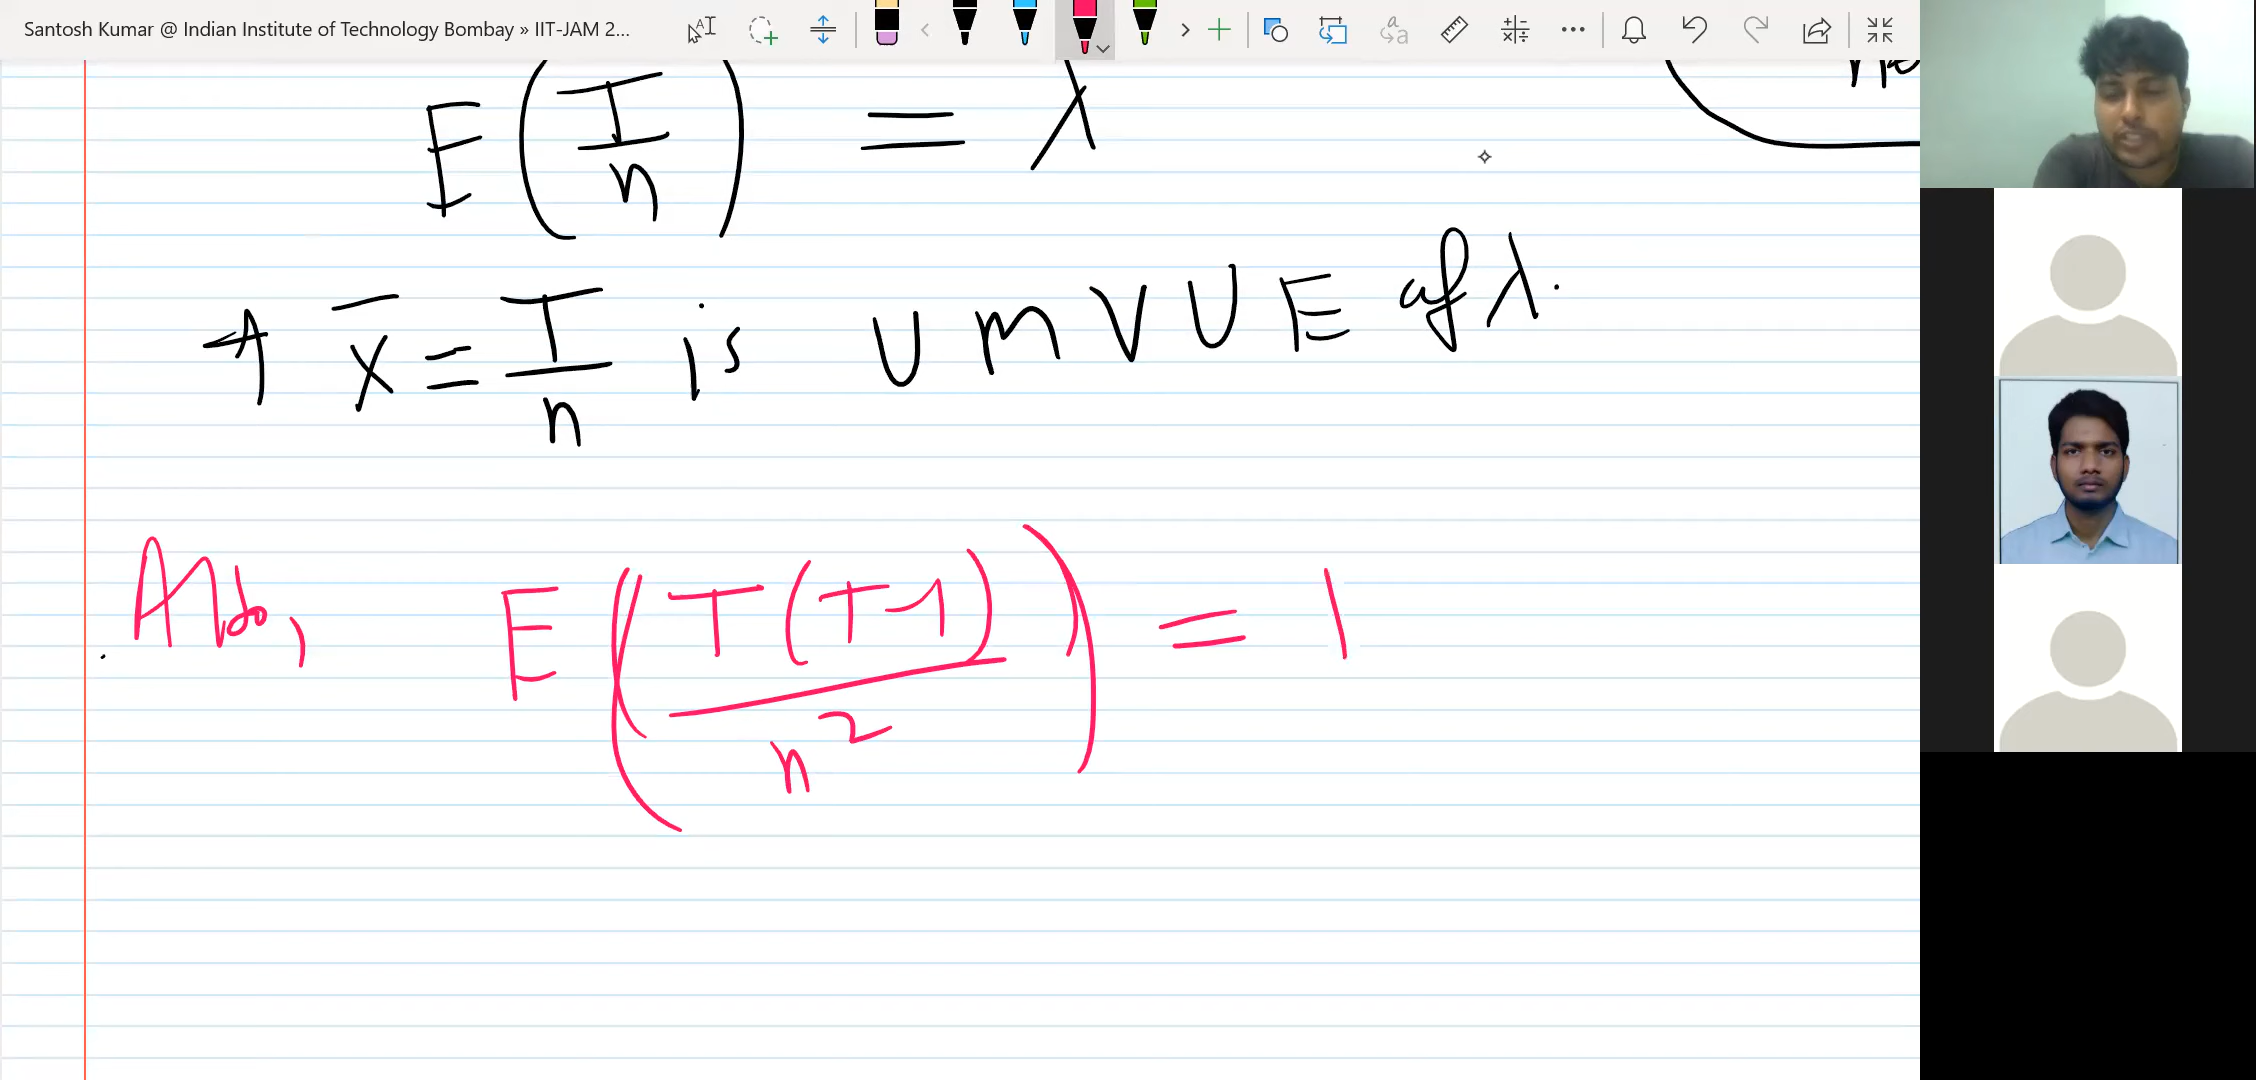 Santosh Kumar @ Indian Institute of Technology Bombay » IIT-JAM 2...
E(T/n) = λ
X̄ = T/n is UMVUE of λ.
Also, E((T(T-1)/n²)) = 1